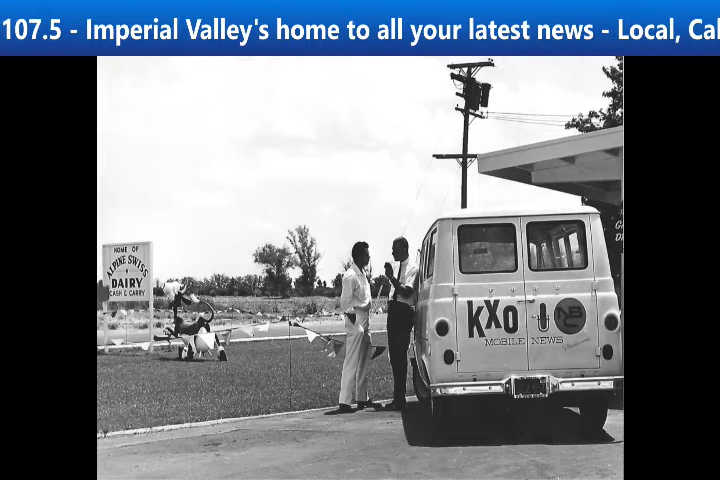 107.5 - Imperial Valley's home to all your latest news - Local, Cal
HOME OF
ALPINE SWISS
DAIRY
CASH & CARRY
KXO
NBC
MOBILE NEWS